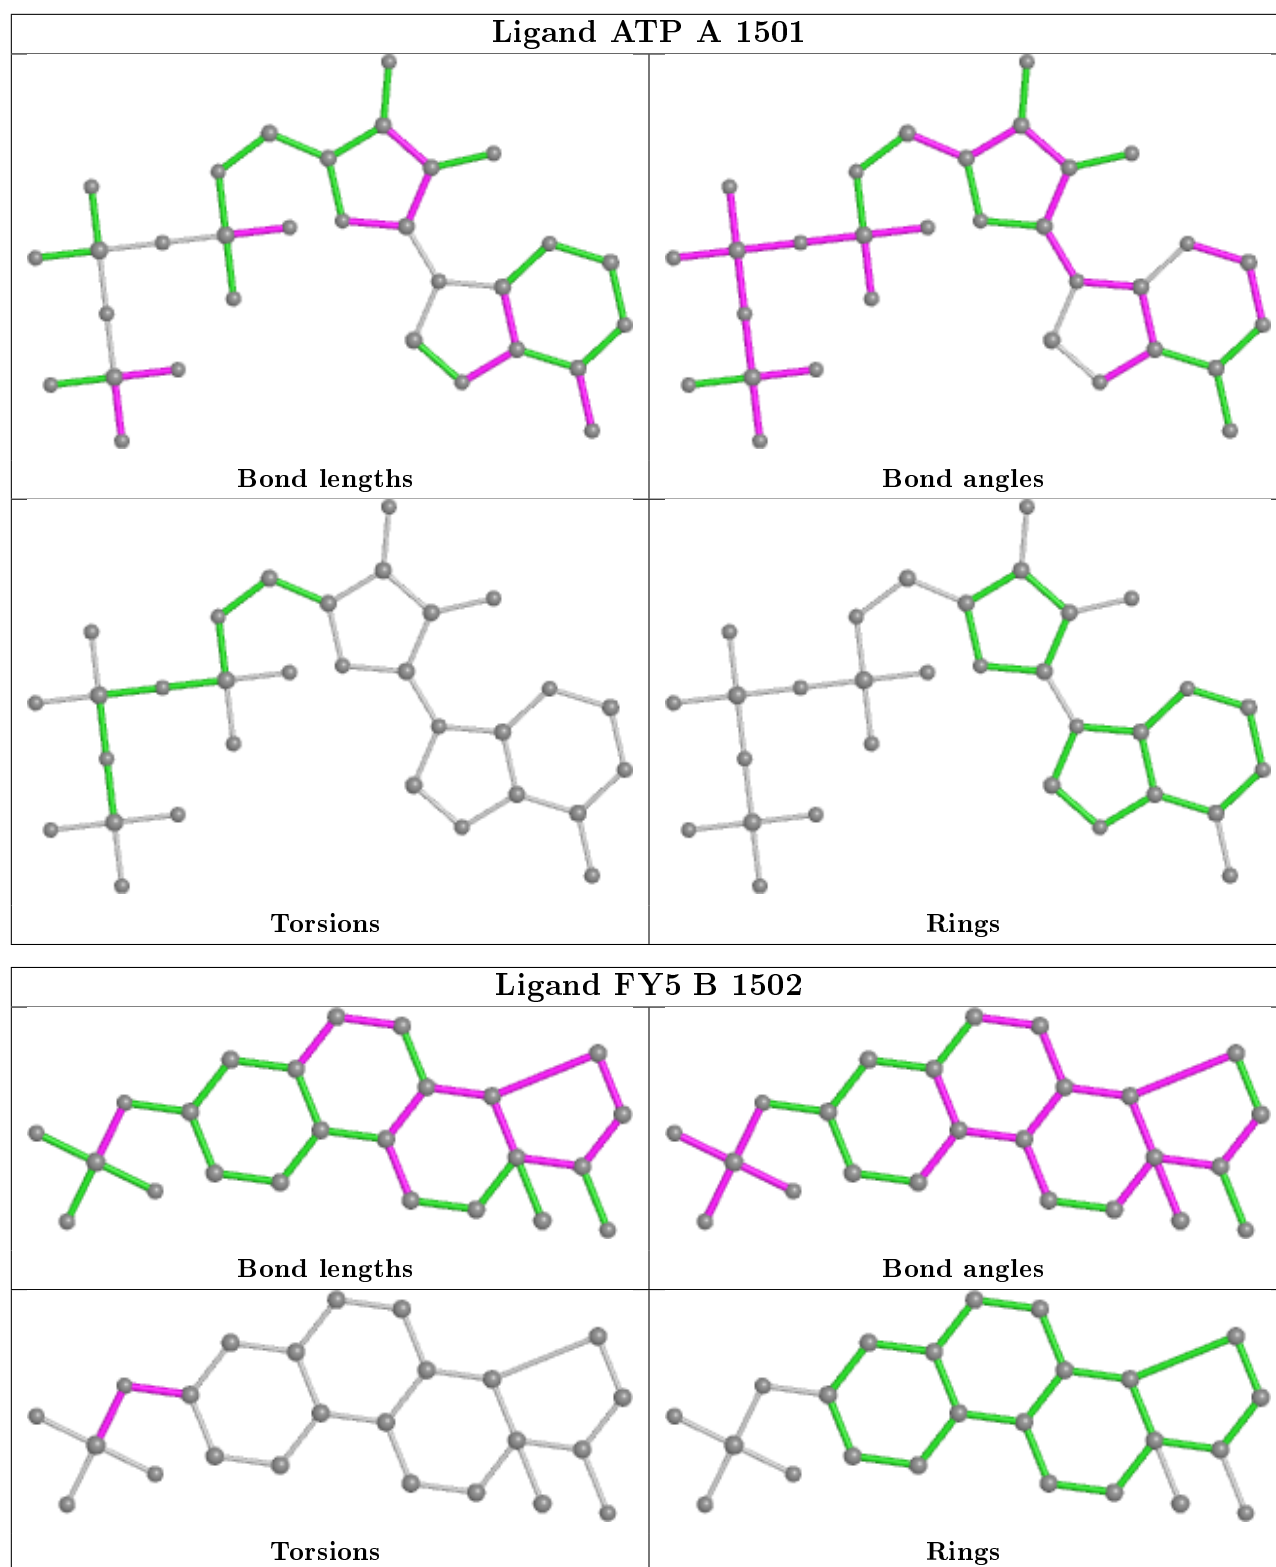 Ligand ATP A 1501
Bond lengths
Bond angles
Torsions
Rings
Ligand FY5 B 1502
Bond lengths
Bond angles
Torsions
Rings